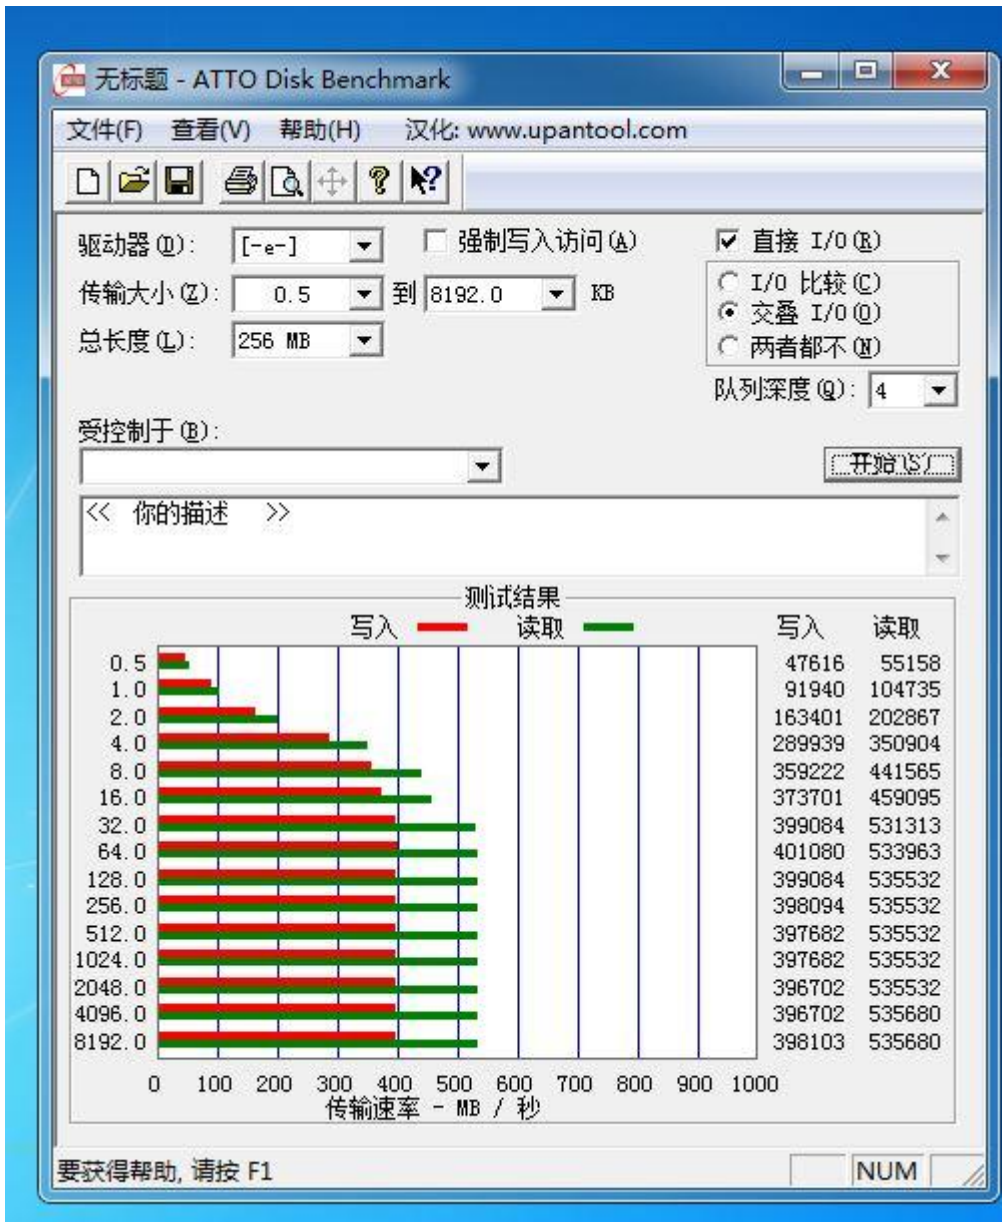 无标题 - ATTO Disk Benchmark
文件(F) 查看(V) 帮助(H) 汉化: www.upantool.com
驱动器(D): [-e-] 强制写入访问(A) 直接 I/O(R)
传输大小(Z): 0.5 到 8192.0 KB I/O 比较(C)
交叠 I/O(O)
总长度(L): 256 MB 两者都不(N)
队列深度(Q): 4
受控制于(B):
开始(S)
<< 你的描述 >>
测试结果
写入 读取 写入 读取
0.5 47616 55158
1.0 91940 104735
2.0 163401 202867
4.0 289939 350904
8.0 359222 441565
16.0 373701 459095
32.0 399084 531313
64.0 401080 533963
128.0 399084 535532
256.0 398094 535532
512.0 397682 535532
1024.0 397682 535532
2048.0 396702 535532
4096.0 396702 535680
8192.0 398103 535680
0 100 200 300 400 500 600 700 800 900 1000
传输速率 - MB / 秒
要获得帮助, 请按 F1 NUM